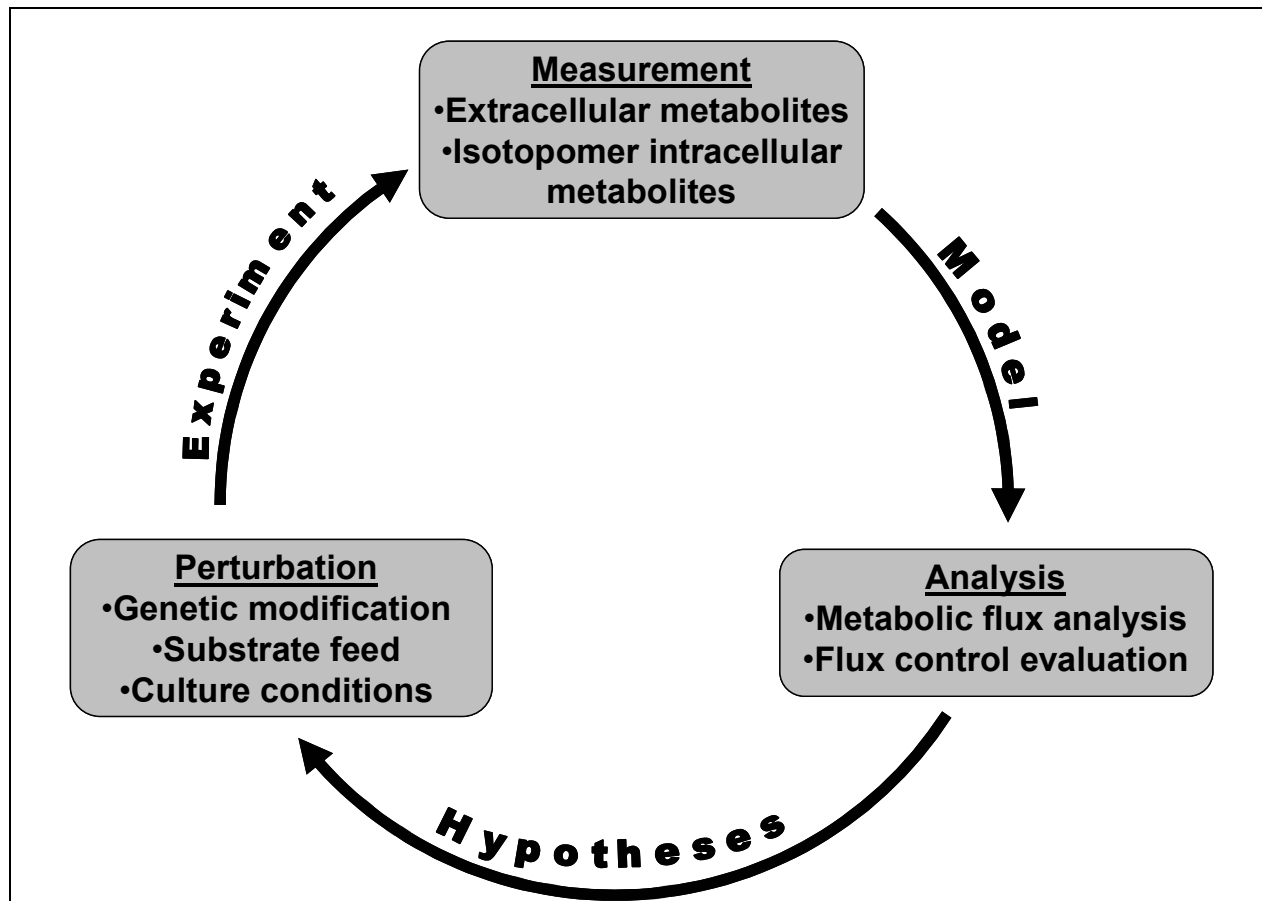 Measurement
•Extracellular metabolites
•Isotopomer intracellular
metabolites
Experiment
Model
Perturbation
•Genetic modification
•Substrate feed
•Culture conditions
Analysis
•Metabolic flux analysis
•Flux control evaluation
Hypotheses